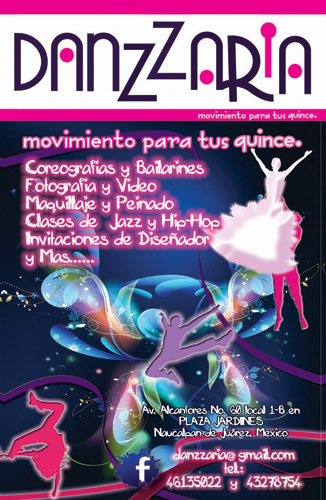 DANZZARIA
movimiento para tus quince.
movimiento para tus quince.
Coreografias y Bailarines
Fotografia y Video
Maquillaje y Peinado
Clases de Jazz y Hip-Hop
Invitaciones de Diseñador
y Mas......
Av. Alcanfores No. 60 local 1-B en
PLAZA JARDINES
Naucalpan de Juárez, Mexico
f
danzzaria@gmail.com
tel.:
46135022 y 43278754